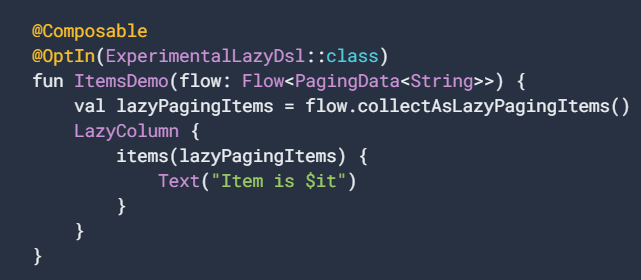 @Composable
@OptIn(ExperimentalLazyDsl::class)
fun ItemsDemo(flow: Flow<PagingData<String>>) {
    val lazyPagingItems = flow.collectAsLazyPagingItems()
    LazyColumn {
        items(lazyPagingItems) {
            Text("Item is $it")
        }
    }
}